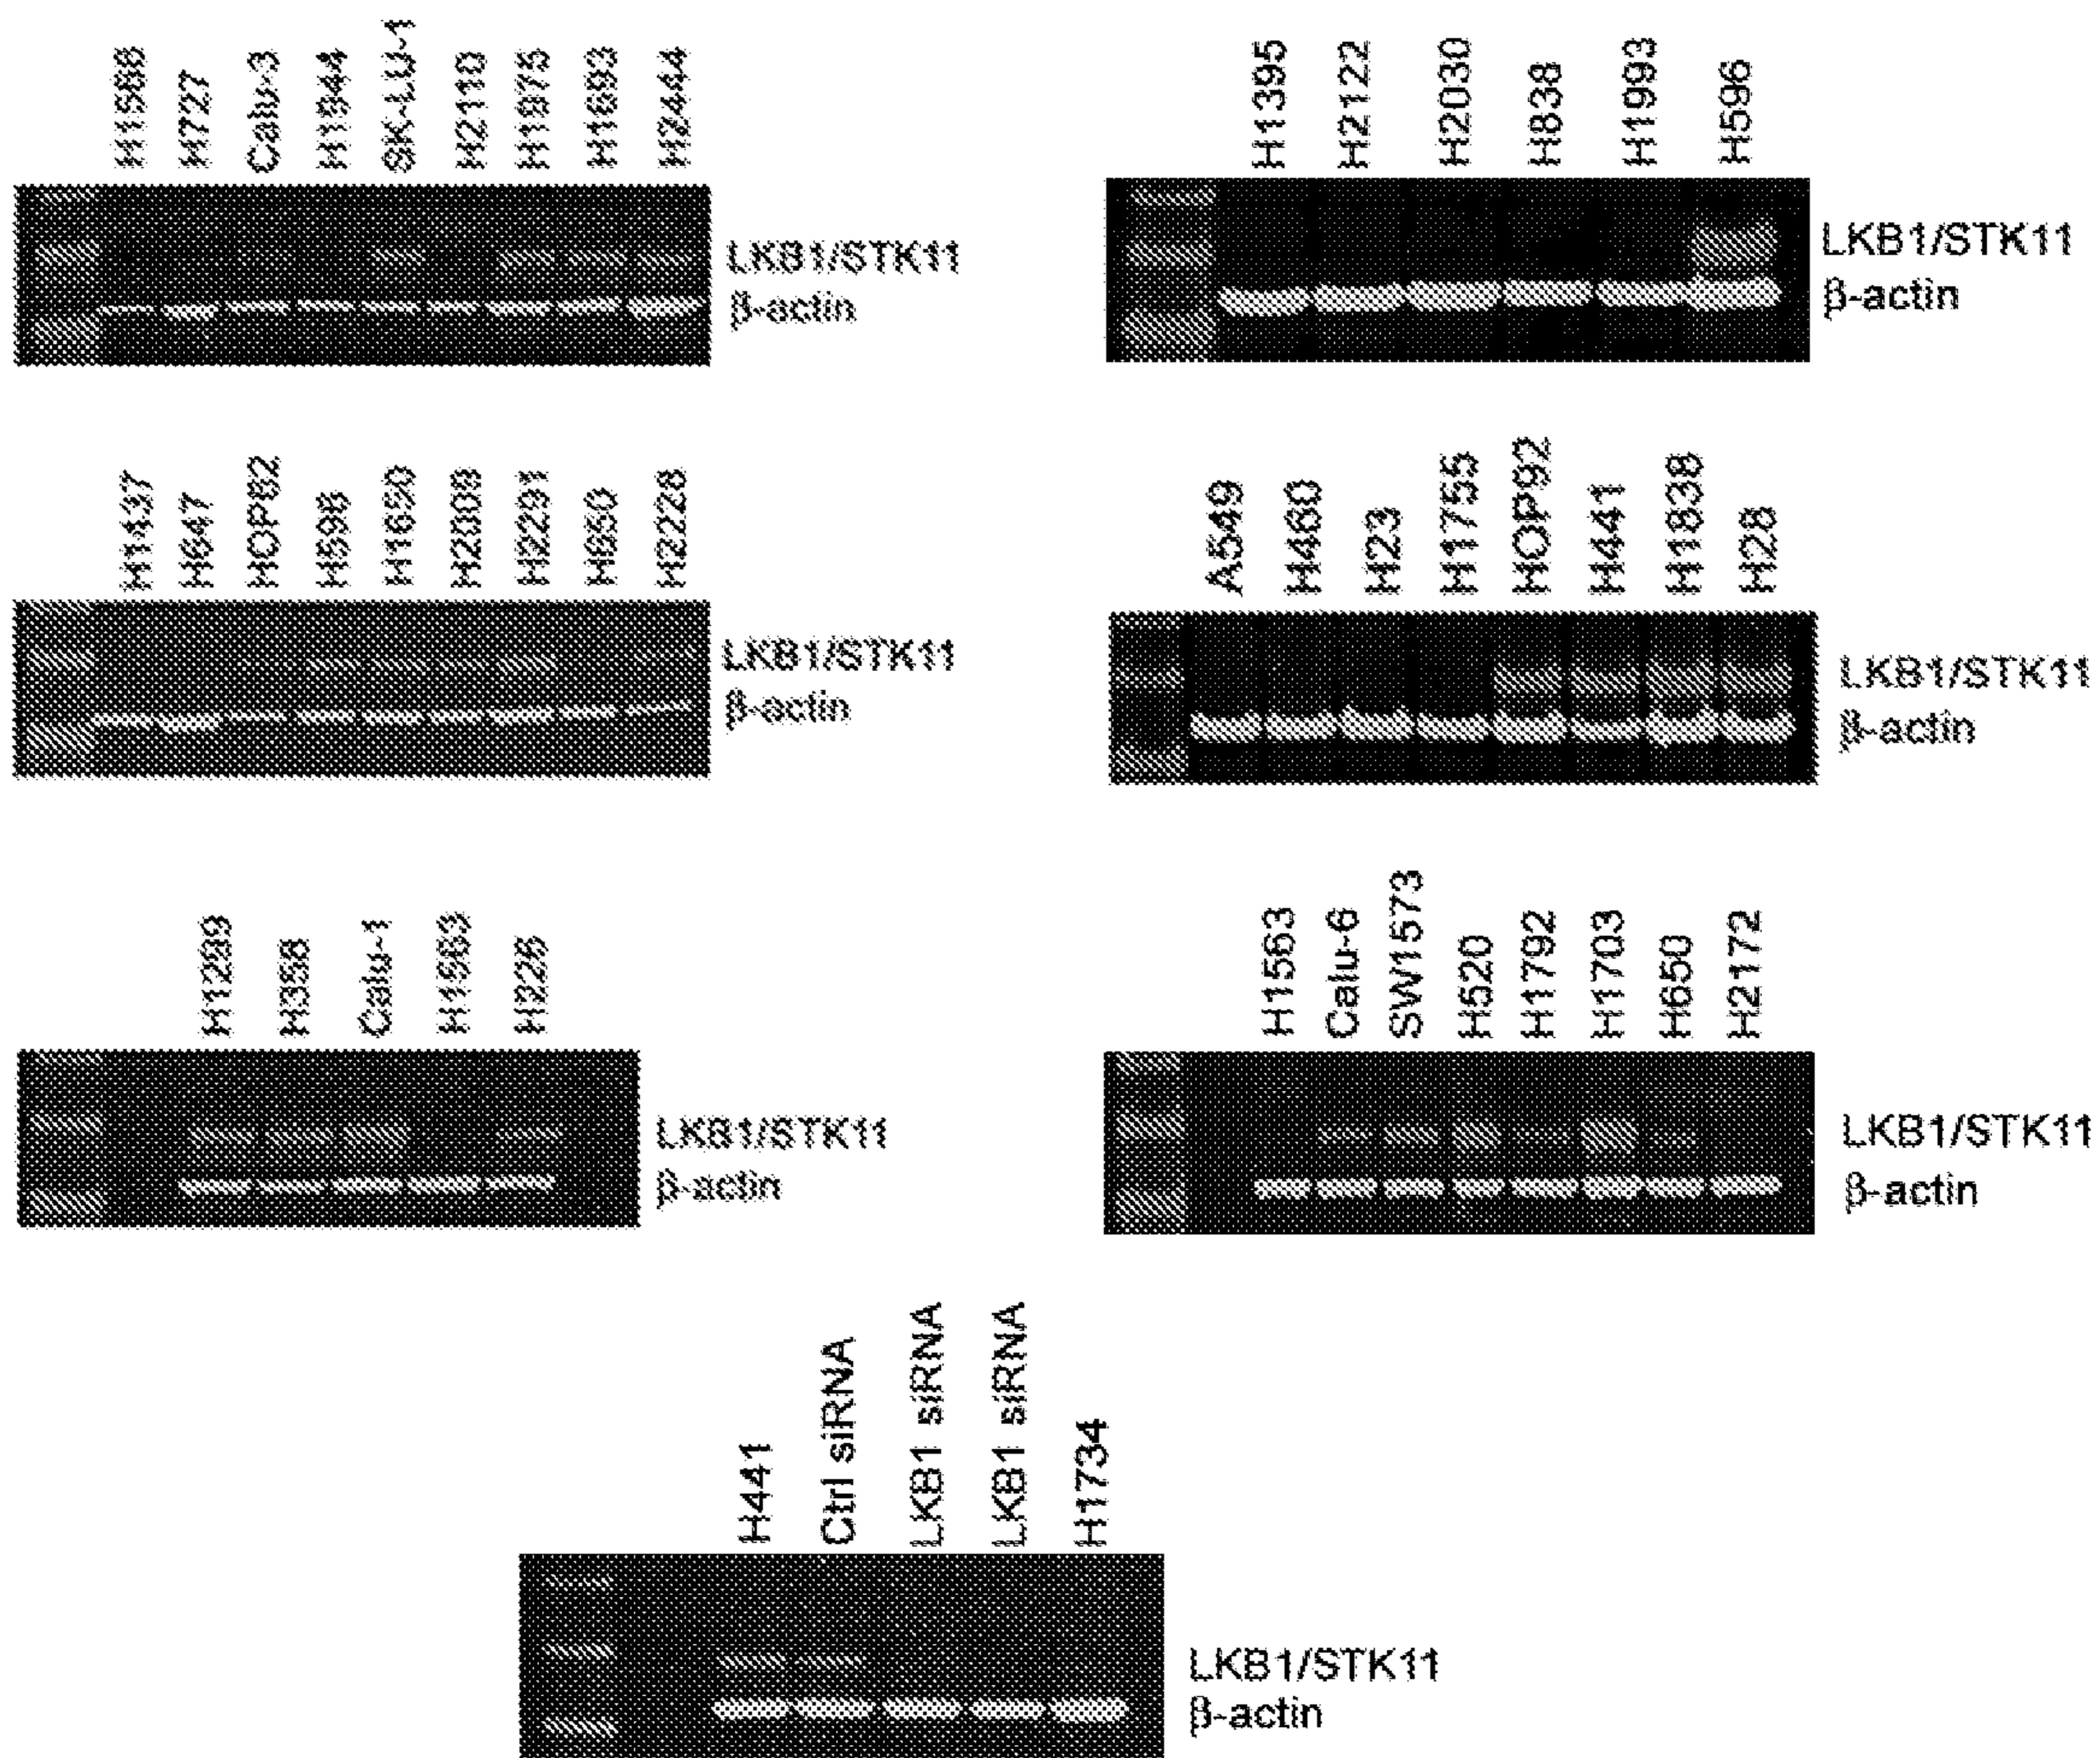 H727
Calu-3
H1944
SK-LU-1
H2110
H1975
H1693
H2444
LKB1/STK11
β-actin
H1395
H2122
H2030
H838
H1993
H596
LKB1/STK11
β-actin
H1437
H647
HOP62
H1650
H2009
H2291
H650
H2228
LKB1/STK11
β-actin
A549
H460
H23
H1755
HOP92
H441
H1838
H28
LKB1/STK11
β-actin
H1299
H358
Calu-1
H226
LKB1/STK11
β-actin
H1563
Calu-6
SW1573
H520
H1792
H1703
H650
H2172
LKB1/STK11
β-actin
H441
Ctrl siRNA
LKB1 siRNA
LKB1 siRNA
H1734
LKB1/STK11
β-actin